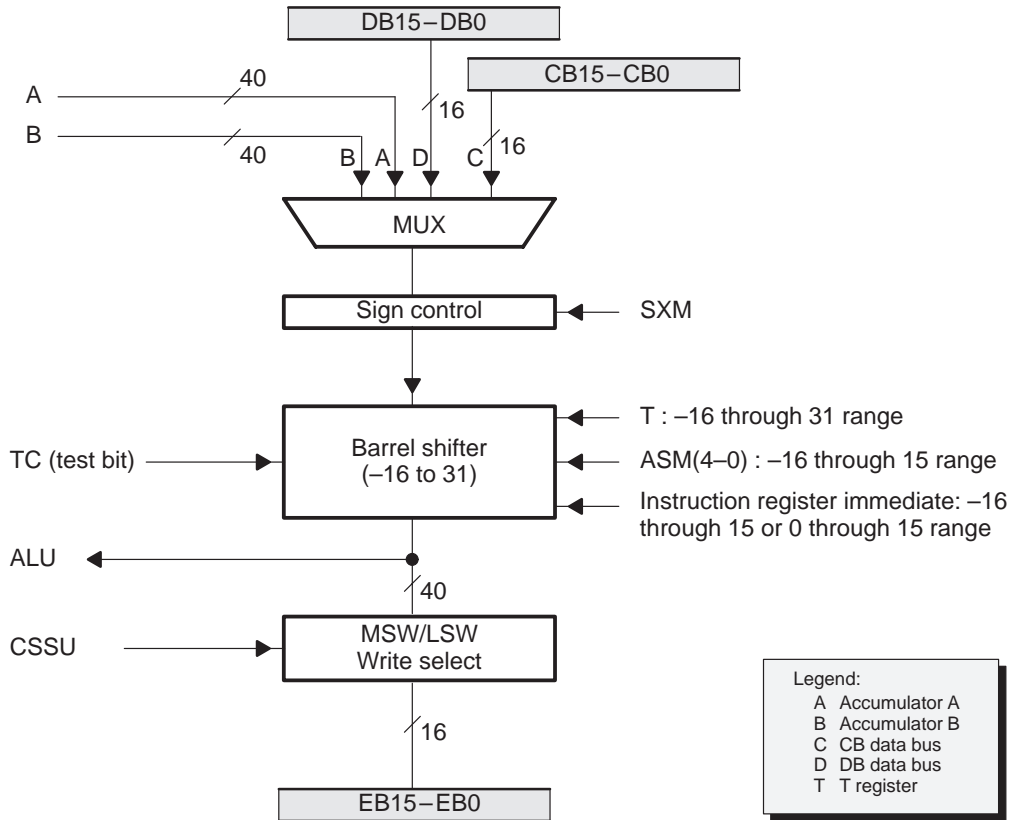 DB15–DB0
CB15–CB0
40
A
16
B
40
16
B A D C
MUX
Sign control
SXM
T : –16 through 31 range
TC (test bit)
Barrel shifter
(–16 to 31)
ASM(4–0) : –16 through 15 range
Instruction register immediate: –16
through 15 or 0 through 15 range
ALU
40
CSSU
MSW/LSW
Write select
16
EB15–EB0
Legend:
A Accumulator A
B Accumulator B
C CB data bus
D DB data bus
T T register